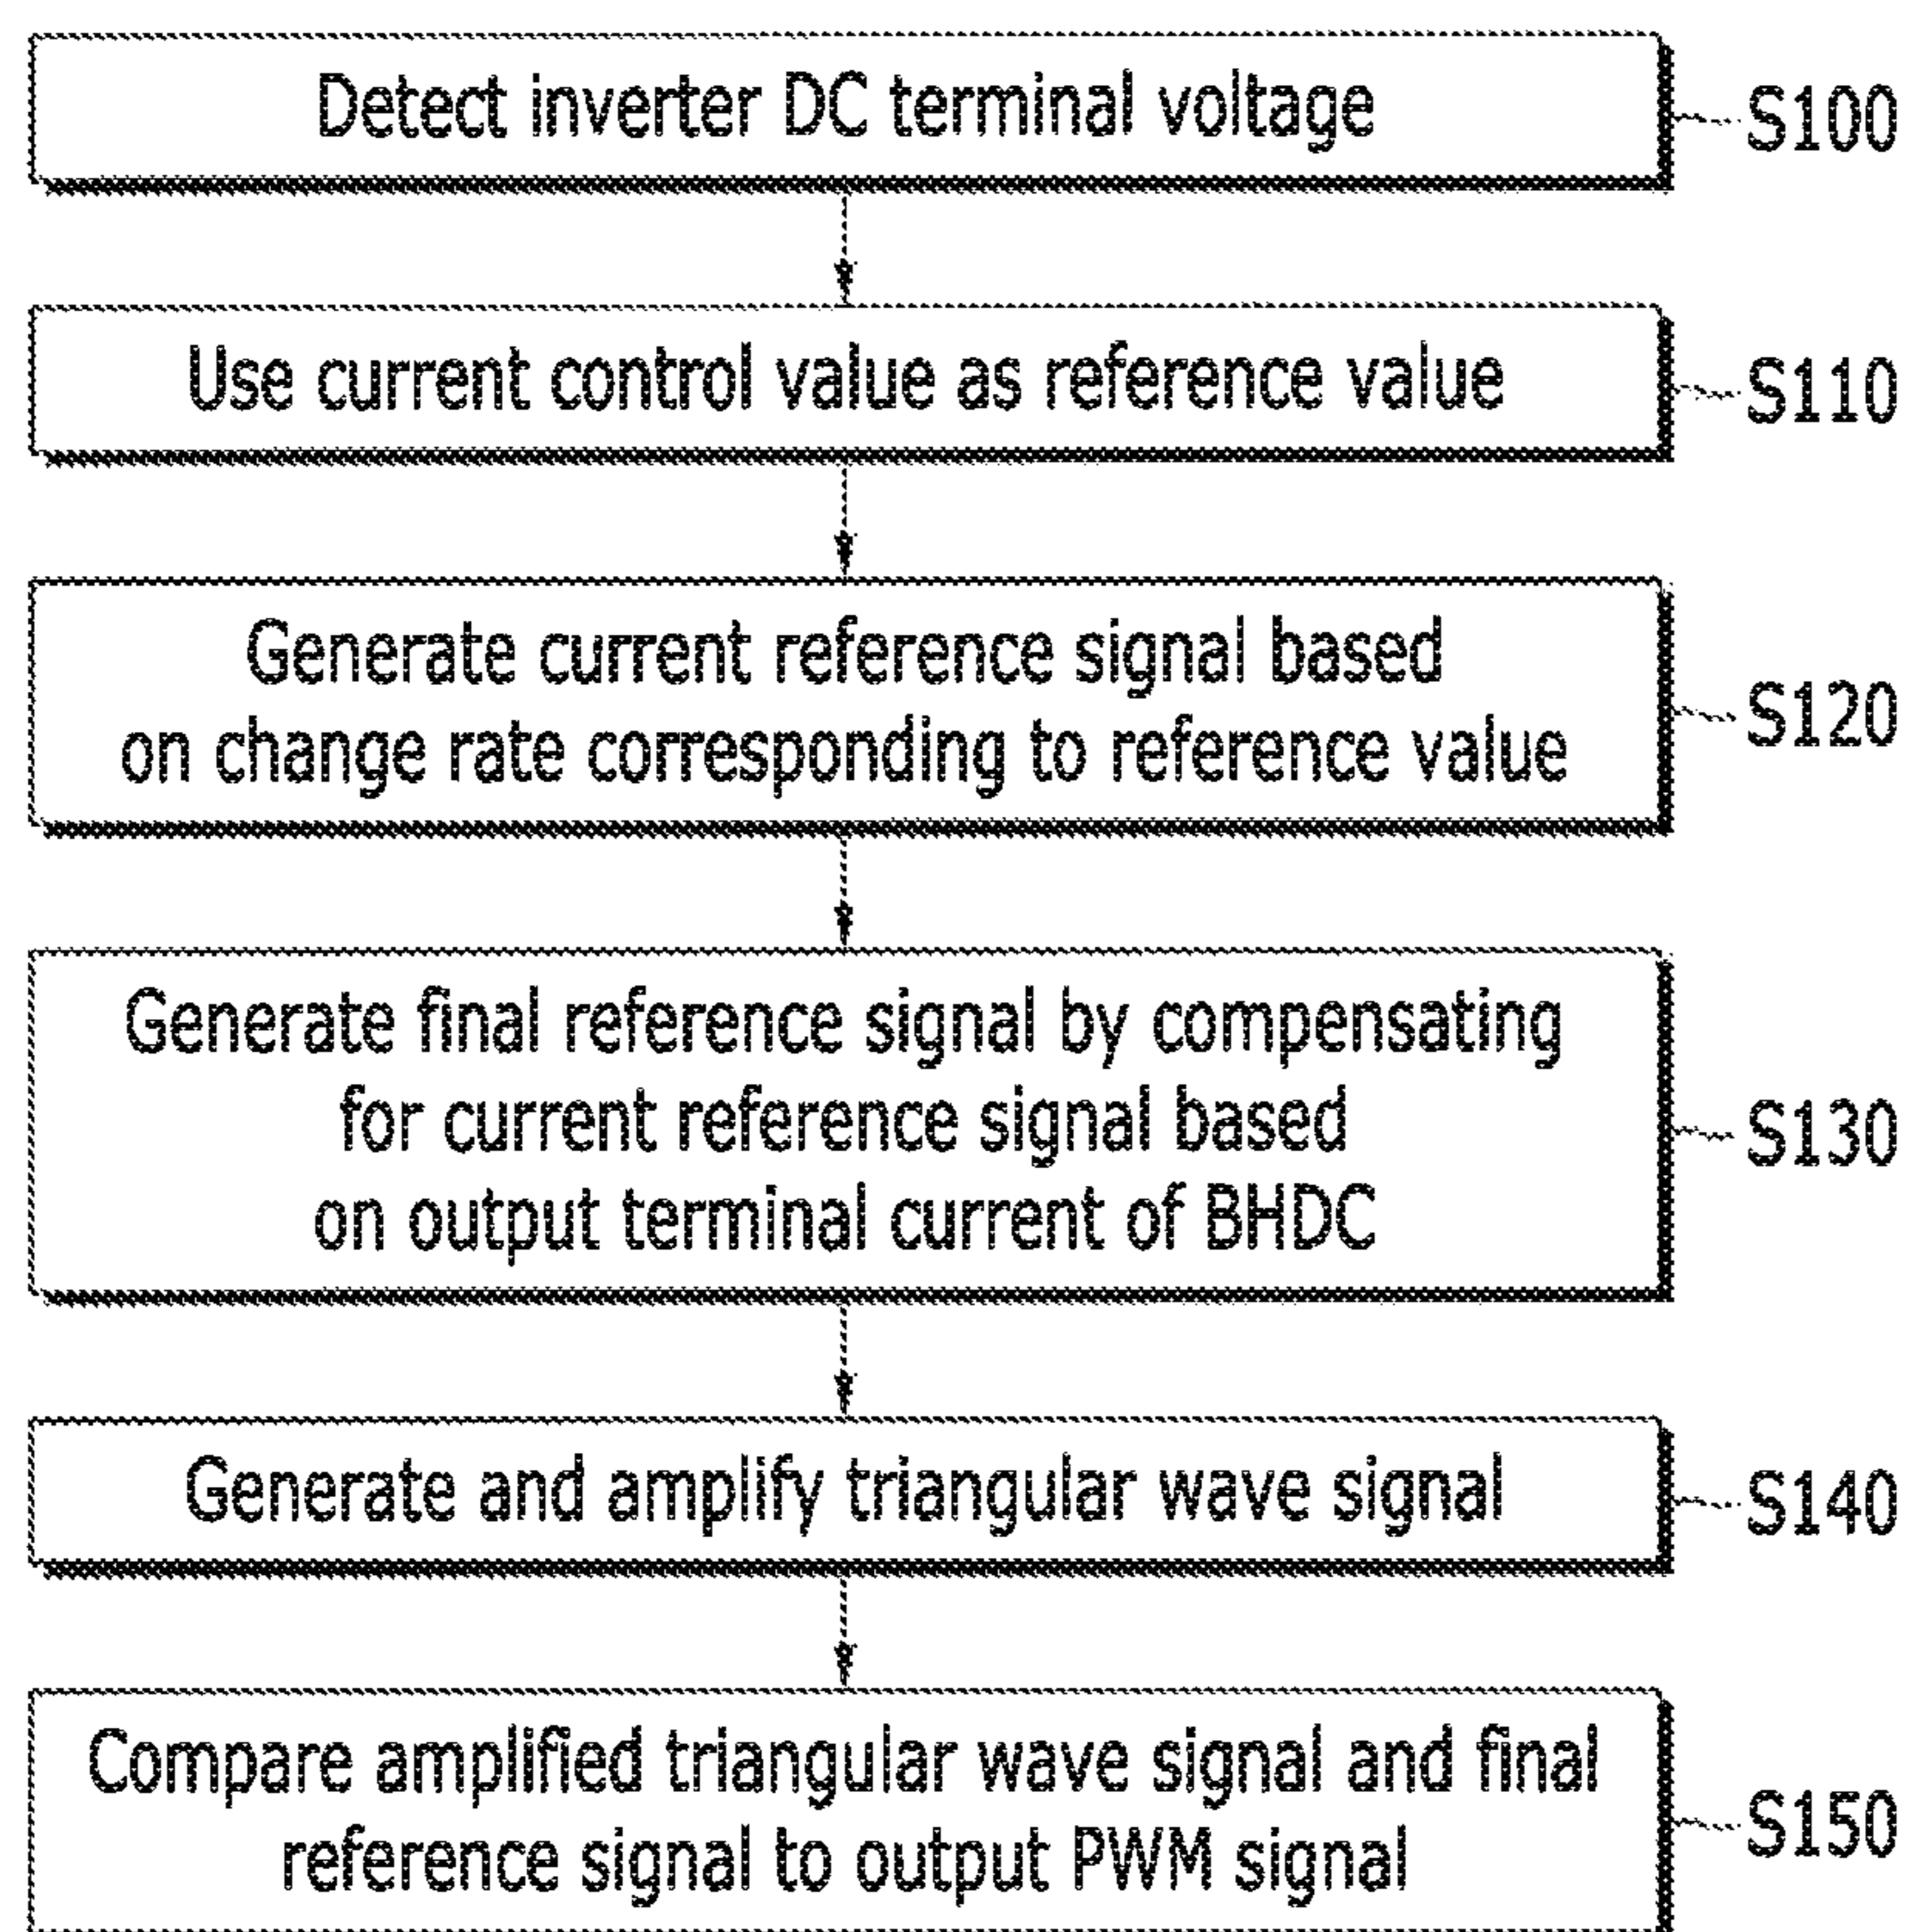 Detect inverter DC terminal voltage
S100
Use current control value as reference value
S110
Generate current reference signal based
on change rate corresponding to reference value
S120
Generate final reference signal by compensating
for current reference signal based
on output terminal current of BHDC
S130
Generate and amplify triangular wave signal
S140
Compare amplified triangular wave signal and final
reference signal to output PWM signal
S150